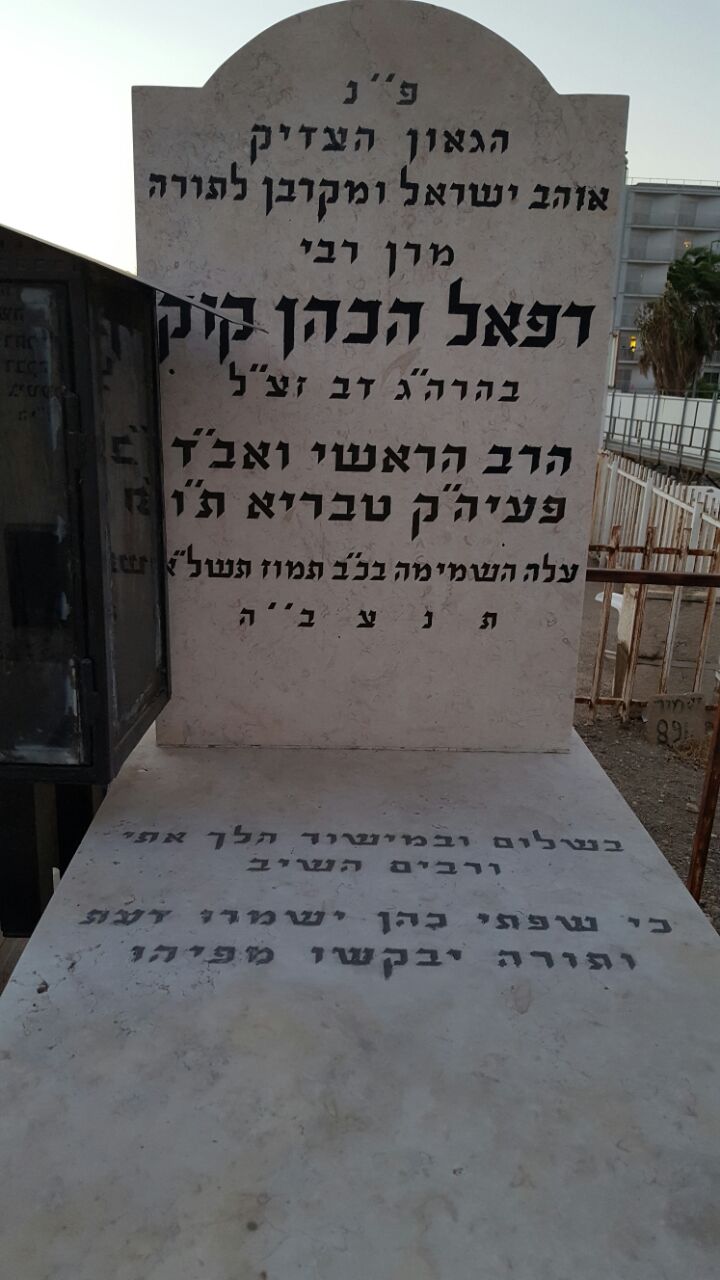 פ״נ
הגאון הצדיק
אוהב ישראל ומקרבן לתורה
מרן רבי
רפאל הכהן קוק
בהרה״ג דב זצ״ל
הרב הראשי ואב״ד
פעיה״ק טבריא ת״ו
עלה השמימה בכ״ב תמוז תשל״א
ת נ צ ב״ה
בשלום ובמישור הלך אתי
ורבים השיב
כי שפתי כהן ישמרו דעת
ותורה יבקשו מפיהו